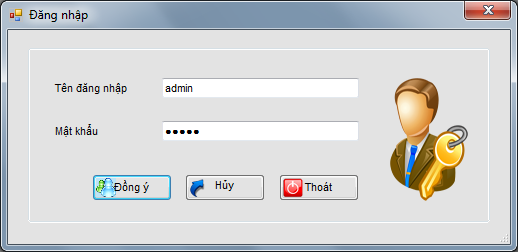 Đăng nhập
Tên đăng nhập admin
Mật khẩu ●●●●●
Đồng ý Hủy Thoát